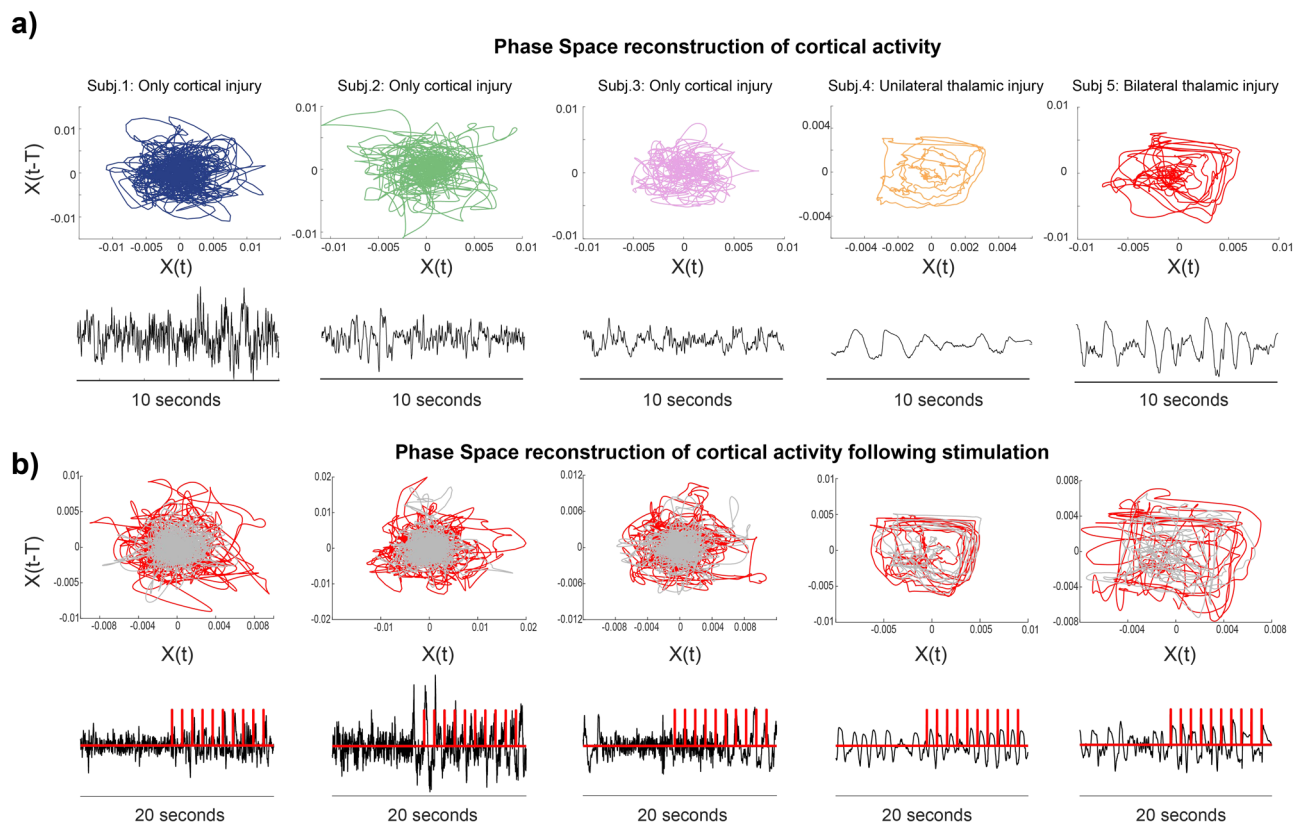 a)
Phase Space reconstruction of cortical activity
Subj.1: Only cortical injury
Subj.2: Only cortical injury
Subj.3: Only cortical injury
Subj.4: Unilateral thalamic injury
Subj 5: Bilateral thalamic injury
X(t-T)
0.01
0
-0.01
-0.01 -0.005 0 0.005 0.01
X(t)
0.01
0
-0.01
-0.01 -0.005 0 0.005 0.01
X(t)
0.01
0
-0.01
-0.01 -0.005 0 0.005 0.01
X(t)
0.004
0
-0.004
-0.004 -0.002 0 0.002 0.004
X(t)
0.01
0
-0.01
-0.01 -0.005 0 0.005 0.01
X(t)
10 seconds
10 seconds
10 seconds
10 seconds
10 seconds
b)
Phase Space reconstruction of cortical activity following stimulation
X(t-T)
0.01
0.005
0
-0.005
-0.01
-0.008 -0.004 0 0.004 0.008
X(t)
0.02
0.01
0
-0.01
-0.02
-0.01 0 0.01 0.02
X(t)
0.012
0.006
0
-0.006
-0.012
-0.008 -0.004 0 0.004 0.008
X(t)
0.01
0.005
0
-0.005
-0.01
-0.005 0 0.005 0.01
X(t)
0.008
0.004
0
-0.004
-0.008
-0.004 0 0.004 0.008
X(t)
20 seconds
20 seconds
20 seconds
20 seconds
20 seconds